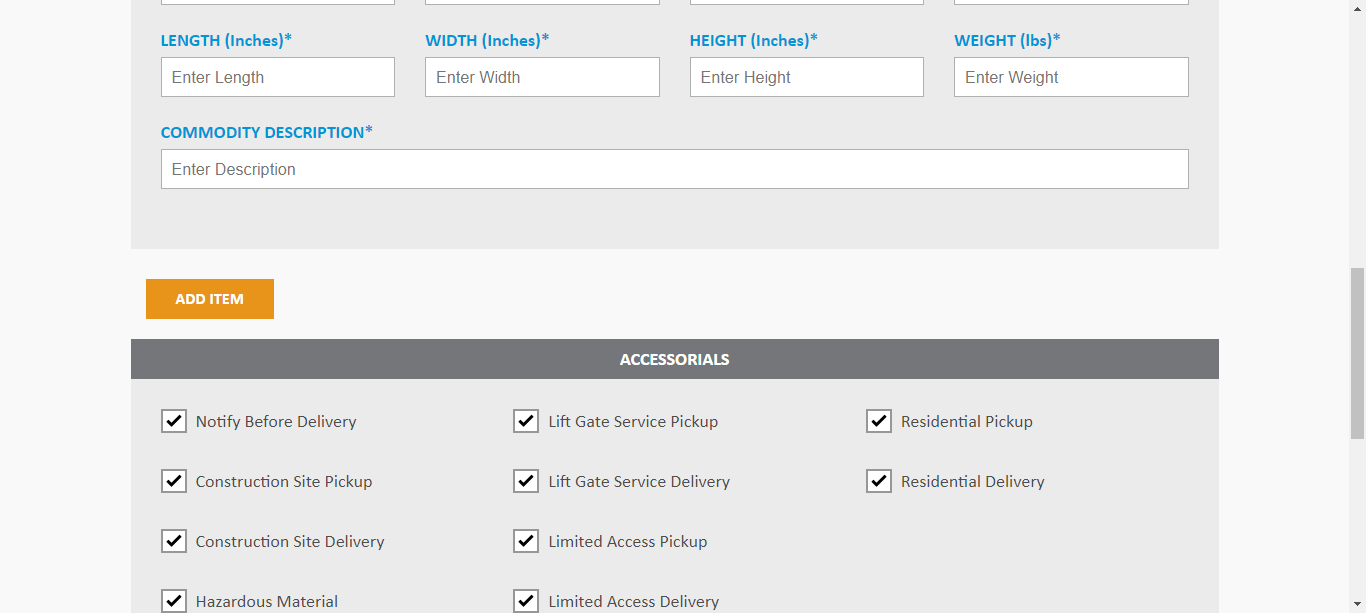 LENGTH (Inches)* WIDTH (Inches)* HEIGHT (Inches)* WEIGHT (lbs)*
Enter Length Enter Width Enter Height Enter Weight
COMMODITY DESCRIPTION*
Enter Description
ADD ITEM
ACCESSORIALS
Notify Before Delivery Lift Gate Service Pickup Residential Pickup
Construction Site Pickup Lift Gate Service Delivery Residential Delivery
Construction Site Delivery Limited Access Pickup
Hazardous Material Limited Access Delivery